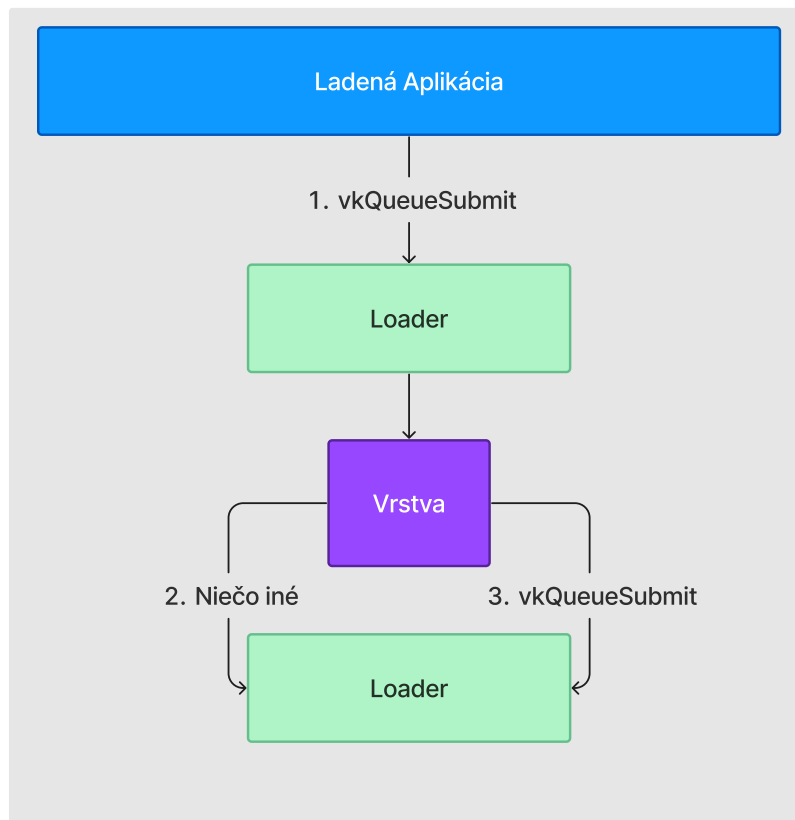 Ladená Aplikácia
1. vkQueueSubmit
Loader
Vrstva
2. Niečo iné
3. vkQueueSubmit
Loader